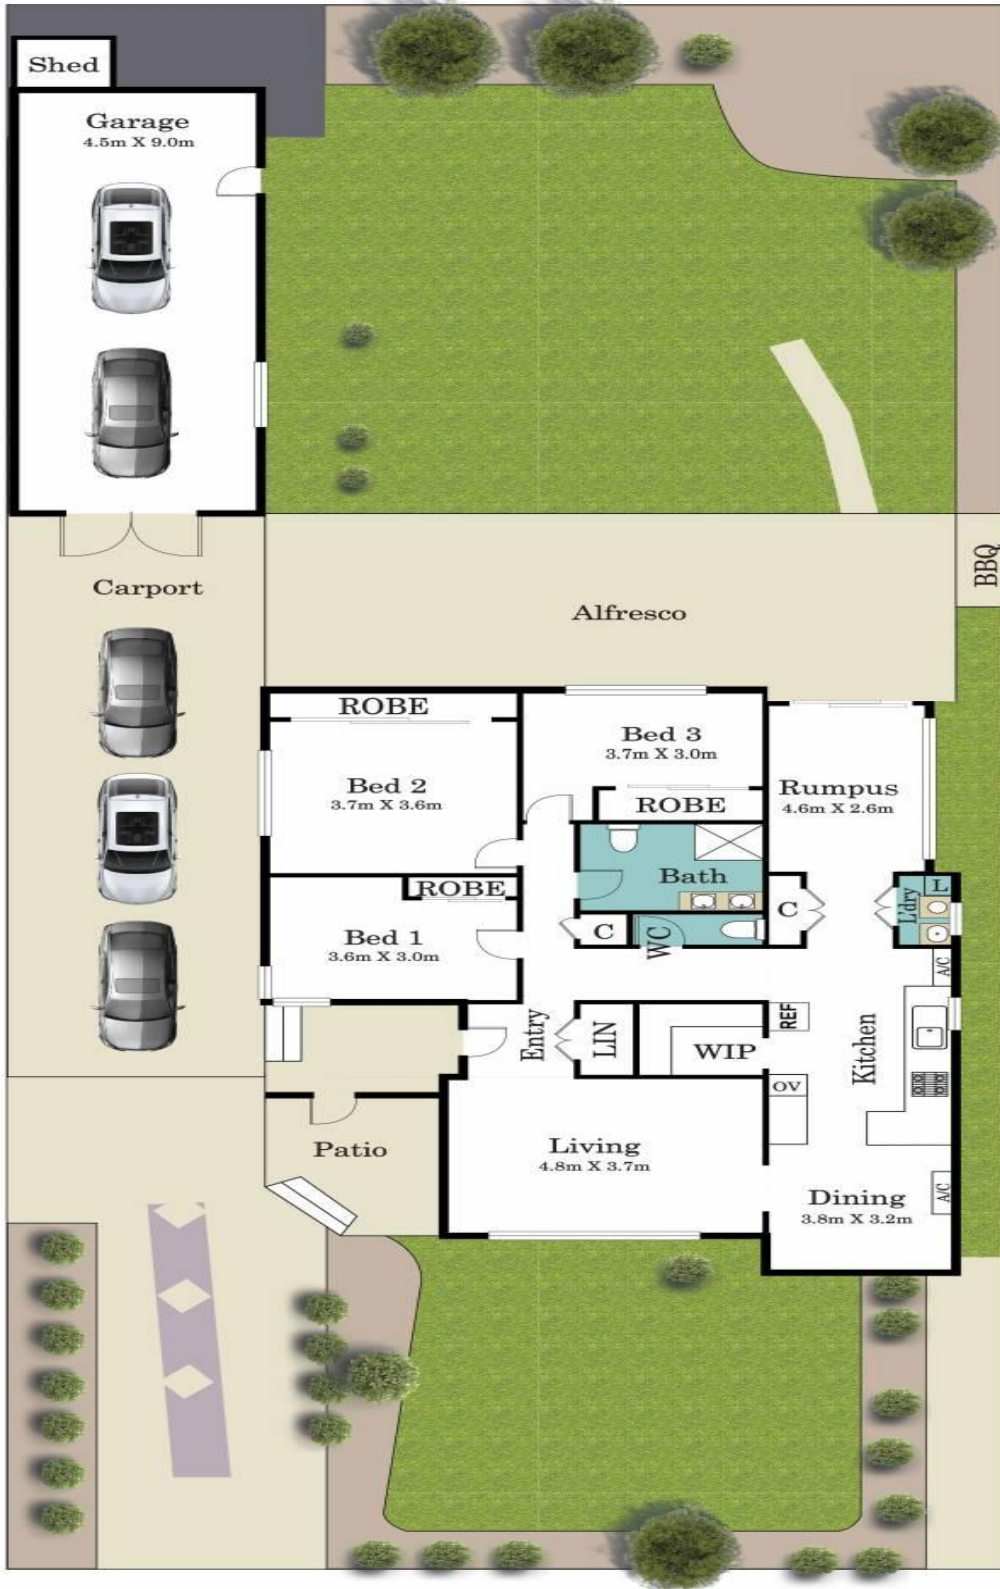 Shed
Garage
4.5m X 9.0m
Carport
Alfresco
BBQ
ROBE
Bed 2
3.7m X 3.6m
Bed 3
3.7m X 3.0m
ROBE
Rumpus
4.6m X 2.6m
ROBE
Bed 1
3.6m X 3.0m
Bath
C
WC
C
L'dry
L
A/C
Entry
LIN
WIP
REF
Kitchen
OV
Patio
Living
4.8m X 3.7m
Dining
3.8m X 3.2m
A/C